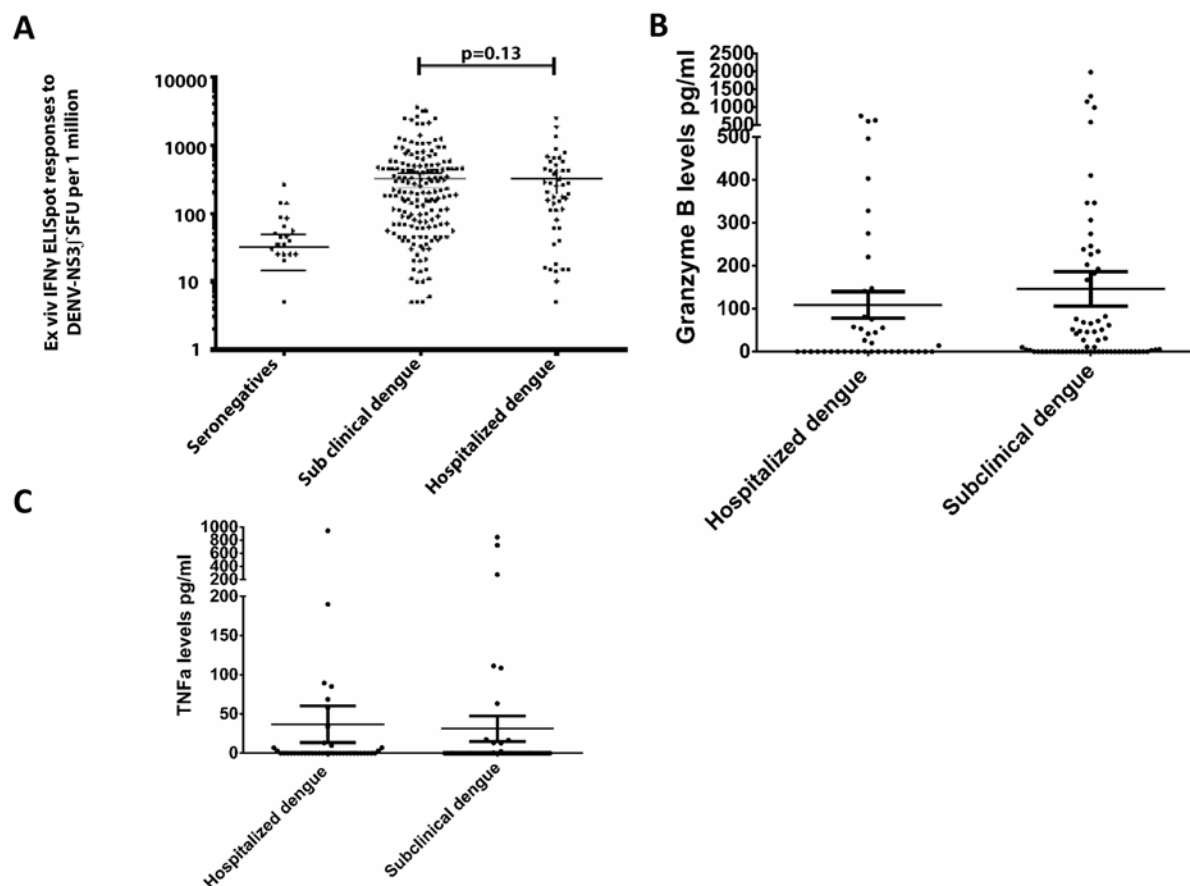 A
p=0.13
Ex viv IFNγ ELISpot responses to
DENV-NS3∫ SFU per 1 million
10000
1000
100
10
1
Seronegatives
Sub clinical dengue
Hospitalized dengue
B
Granzyme B levels pg/ml
2500
2000
1500
1000
500
500
400
300
200
100
0
Hospitalized dengue
Subclinical dengue
C
TNFa levels pg/ml
1000
800
600
400
200
200
150
100
50
0
Hospitalized dengue
Subclinical dengue